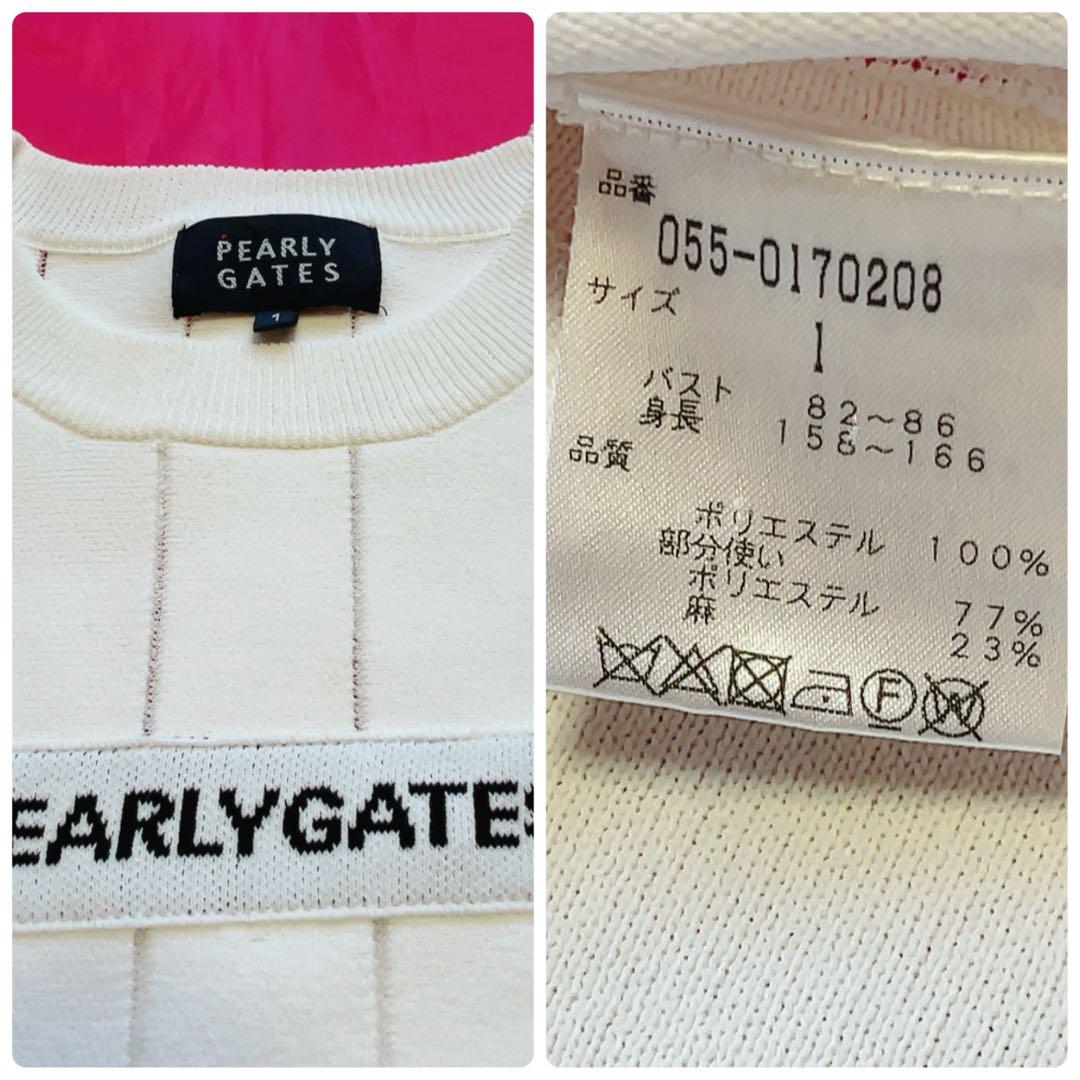 PEARLY
GATES
1
EARLYGATES
品番
055-0170208
サイズ
1
バスト 82～86
身長 158～166
品質
ポリエステル 100%
部分使い
ポリエステル 77%
麻 23%
F
W